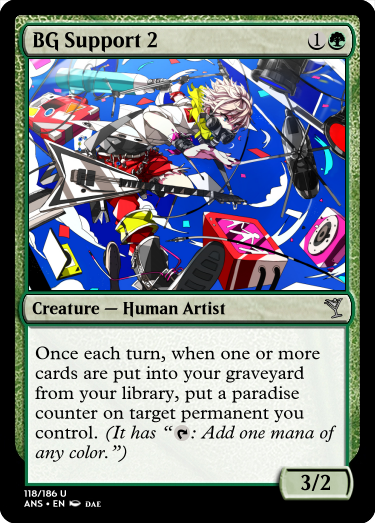 BG Support 2 1
Creature — Human Artist
Once each turn, when one or more
cards are put into your graveyard
from your library, put a paradise
counter on target permanent you
control. (It has “: Add one mana of
any color.”)
3/2
118/186 U
ANS • EN DAE